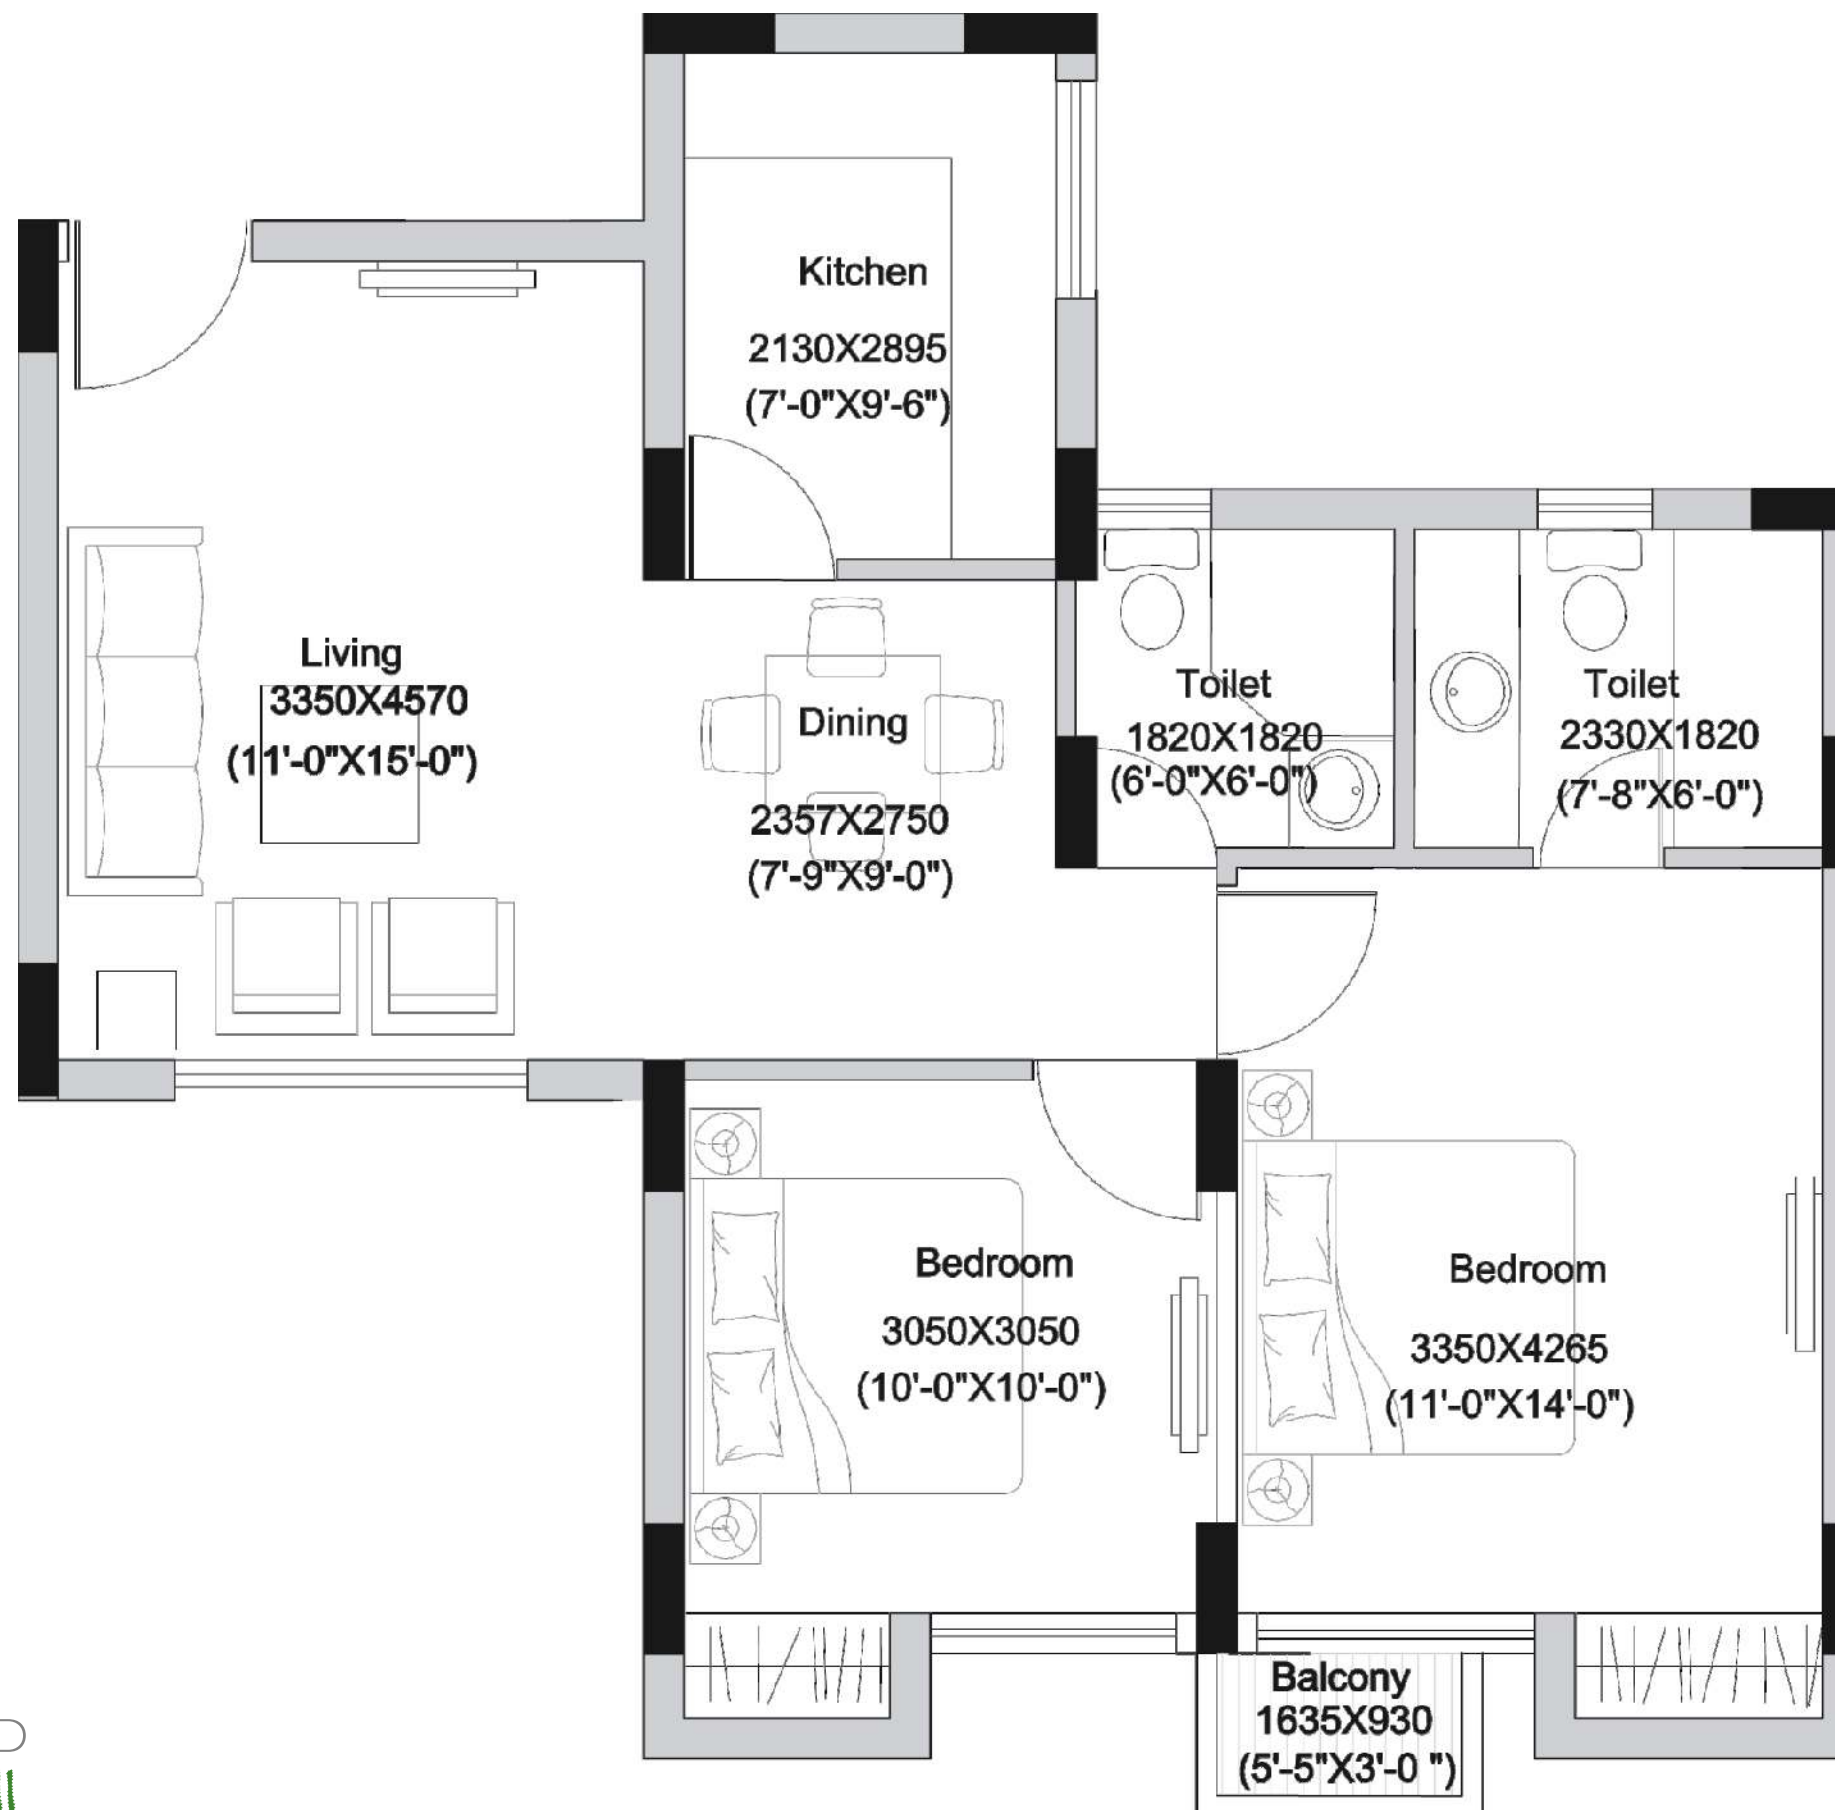 Kitchen
2130X2895
(7'-0"X9'-6")
Living
3350X4570
(11'-0"X15'-0")
Dining
2357X2750
(7'-9"X9'-0")
Toilet
1820X1820
(6'-0"X6'-0")
Toilet
2330X1820
(7'-8"X6'-0")
Bedroom
3050X3050
(10'-0"X10'-0")
Bedroom
3350X4265
(11'-0"X14'-0")
Balcony
1635X930
(5'-5"X3'-0 ")